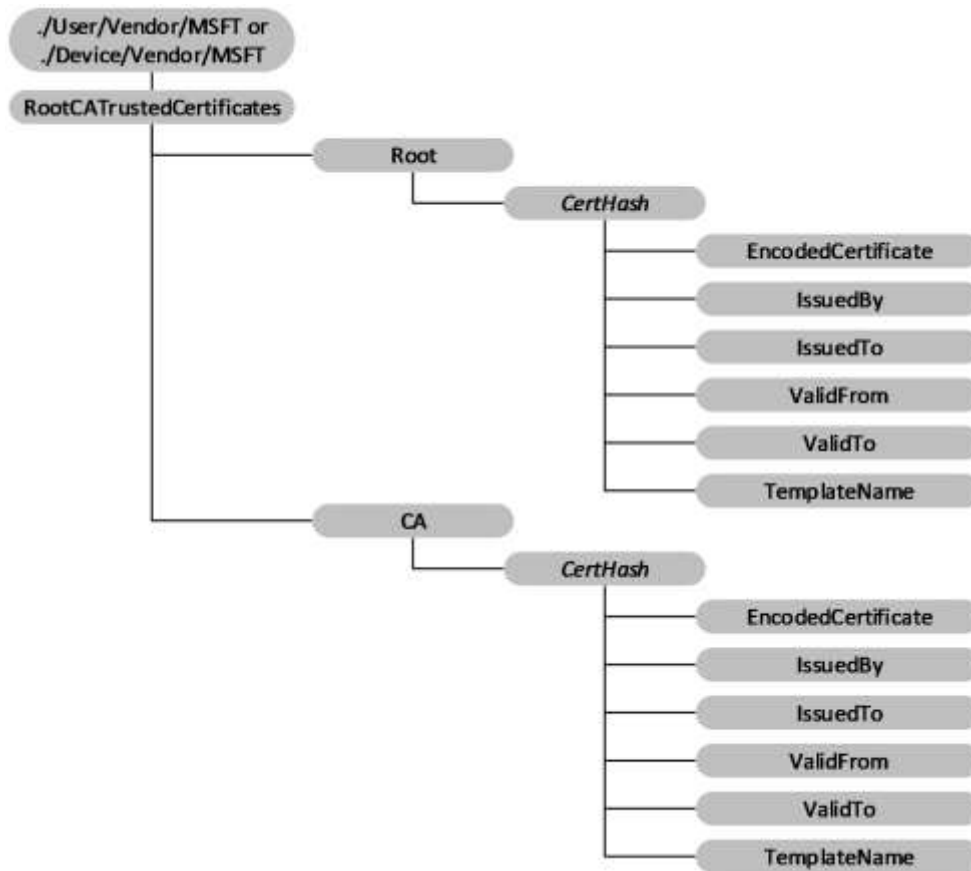 ./User/Vendor/MSFT or
./Device/Vendor/MSFT
RootCATrustedCertificates
Root
CertHash
EncodedCertificate
IssuedBy
IssuedTo
ValidFrom
ValidTo
TemplateName
CA
CertHash
EncodedCertificate
IssuedBy
IssuedTo
ValidFrom
ValidTo
TemplateName